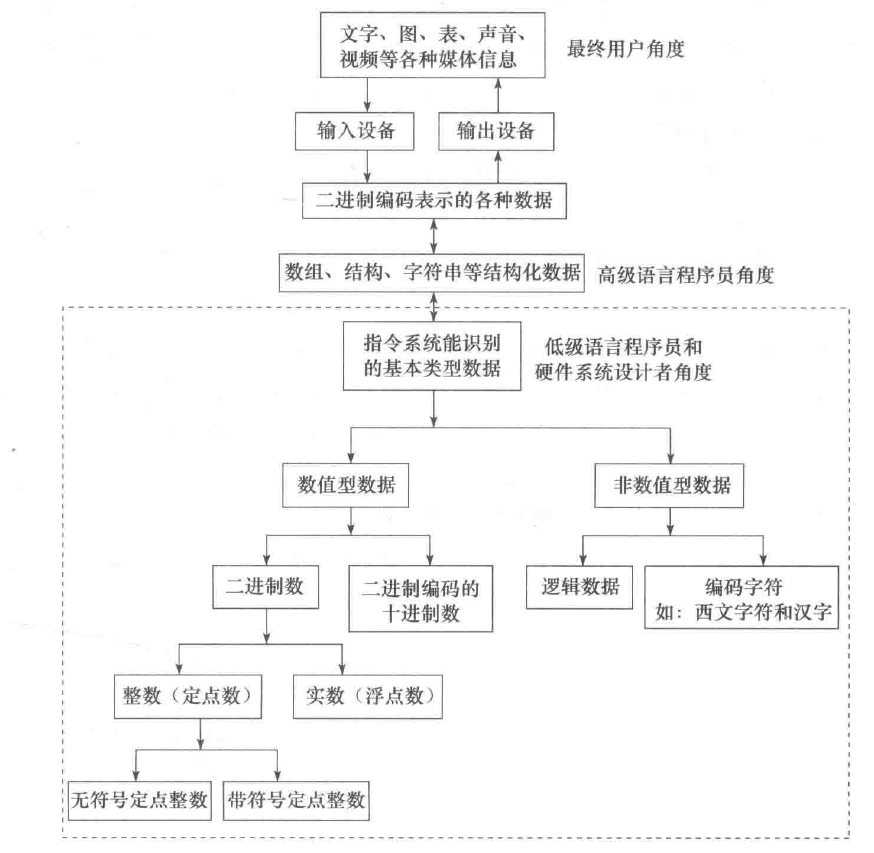 文字、图、表、声音、
视频等各种媒体信息
最终用户角度
输入设备
输出设备
二进制编码表示的各种数据
数组、结构、字符串等结构化数据
高级语言程序员角度
指令系统能识别
的基本类型数据
低级语言程序员和
硬件系统设计者角度
数值型数据
非数值型数据
二进制数
二进制编码的
十进制数
逻辑数据
编码字符
如：西文字符和汉字
整数（定点数）
实数（浮点数）
无符号定点整数
带符号定点整数